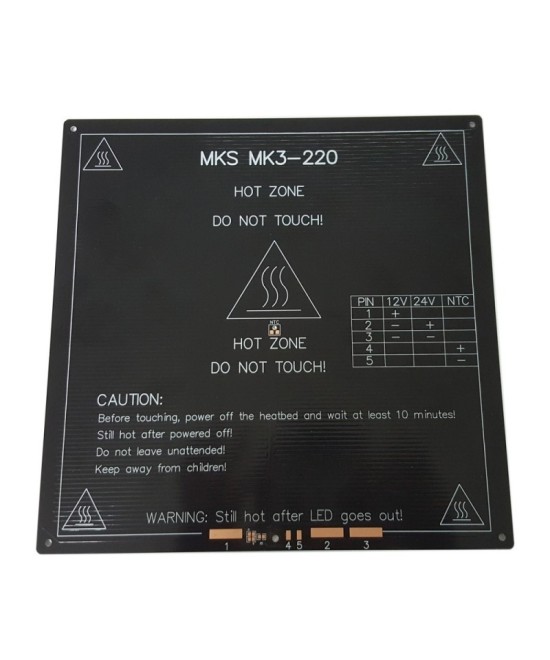 MKS MK3-220
HOT ZONE
DO NOT TOUCH!
PIN 12V 24V NTC
1 +
2 - +
3 - -
4 +
5 -
NTC
HOT ZONE
DO NOT TOUCH!
CAUTION:
Before touching, power off the heatbed and wait at least 10 minutes!
Still hot after powered off!
Do not leave unattended!
Keep away from children!
WARNING: Still hot after LED goes out!
1 4 5 2 3